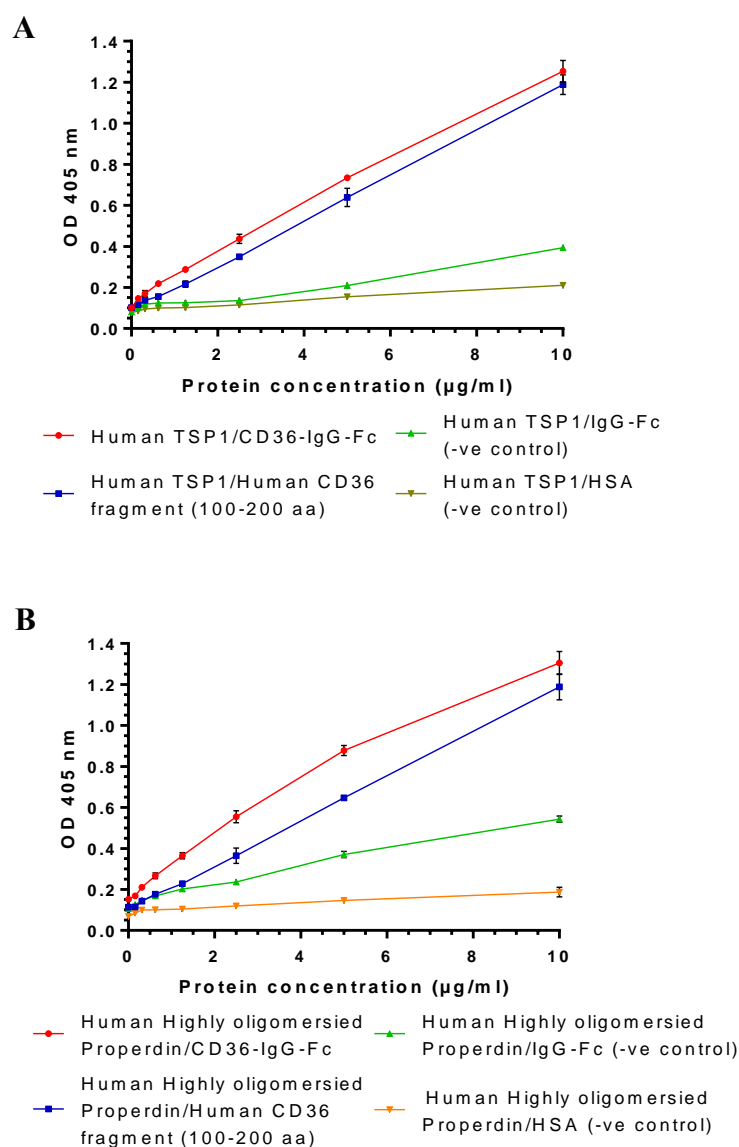 A
1.4
1.2
1.0
0.8
0.6
0.4
0.2
0.0
OD 405 nm
0 2 4 6 8 10
Protein concentration (µg/ml)
Human TSP1/CD36-IgG-Fc
Human TSP1/Human CD36
fragment (100-200 aa)
Human TSP1/IgG-Fc
(-ve control)
Human TSP1/HSA
(-ve control)
B
1.4
1.2
1.0
0.8
0.6
0.4
0.2
0.0
OD 405 nm
0 2 4 6 8 10
Protein concentration (µg/ml)
Human Highly oligomersied
Properdin/CD36-IgG-Fc
Human Highly oligomersied
Properdin/Human CD36
fragment (100-200 aa)
Human Highly oligomersied
Properdin/IgG-Fc (-ve control)
Human Highly oligomersied
Properdin/HSA (-ve control)